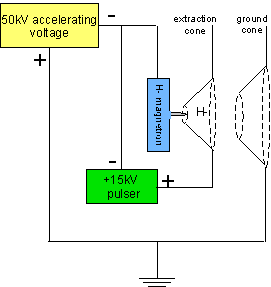 50kV accelerating
voltage
-
+
extraction
cone
ground
cone
H- magnetron
H-
-
+15kV
pulser
+